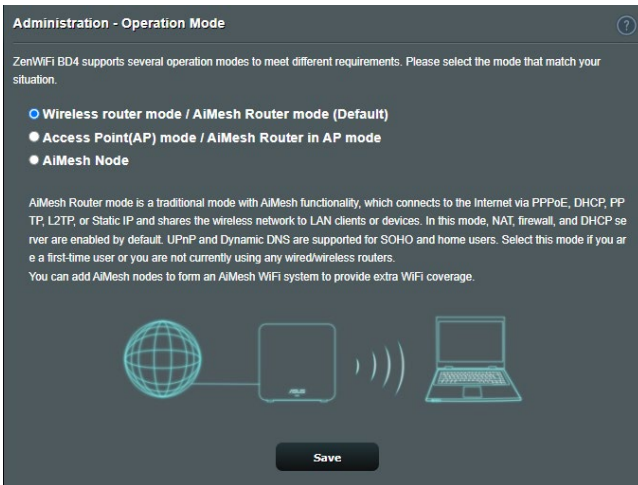 Administration - Operation Mode
?
ZenWiFi BD4 supports several operation modes to meet different requirements. Please select the mode that match your
situation.
Wireless router mode / AiMesh Router mode (Default)
Access Point(AP) mode / AiMesh Router in AP mode
AiMesh Node
AiMesh Router mode is a traditional mode with AiMesh functionality, which connects to the Internet via PPPoE, DHCP, PP
TP, L2TP, or Static IP and shares the wireless network to LAN clients or devices. In this mode, NAT, firewall, and DHCP se
rver are enabled by default. UPnP and Dynamic DNS are supported for SOHO and home users. Select this mode if you ar
e a first-time user or you are not currently using any wired/wireless routers.
You can add AiMesh nodes to form an AiMesh WiFi system to provide extra WiFi coverage.
ASUS
Save